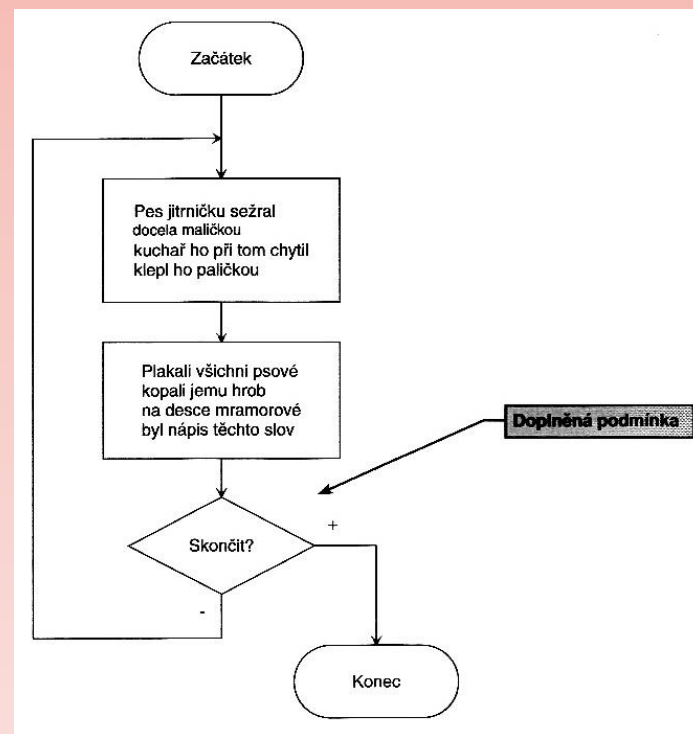 Začátek
Pes jitrničku sežral
docela maličkou
kuchař ho při tom chytil
klepl ho paličkou
Plakali všichni psové
kopali jemu hrob
na desce mramorové
byl nápis těchto slov
Doplněná podmínka
+
Skončit?
-
Konec